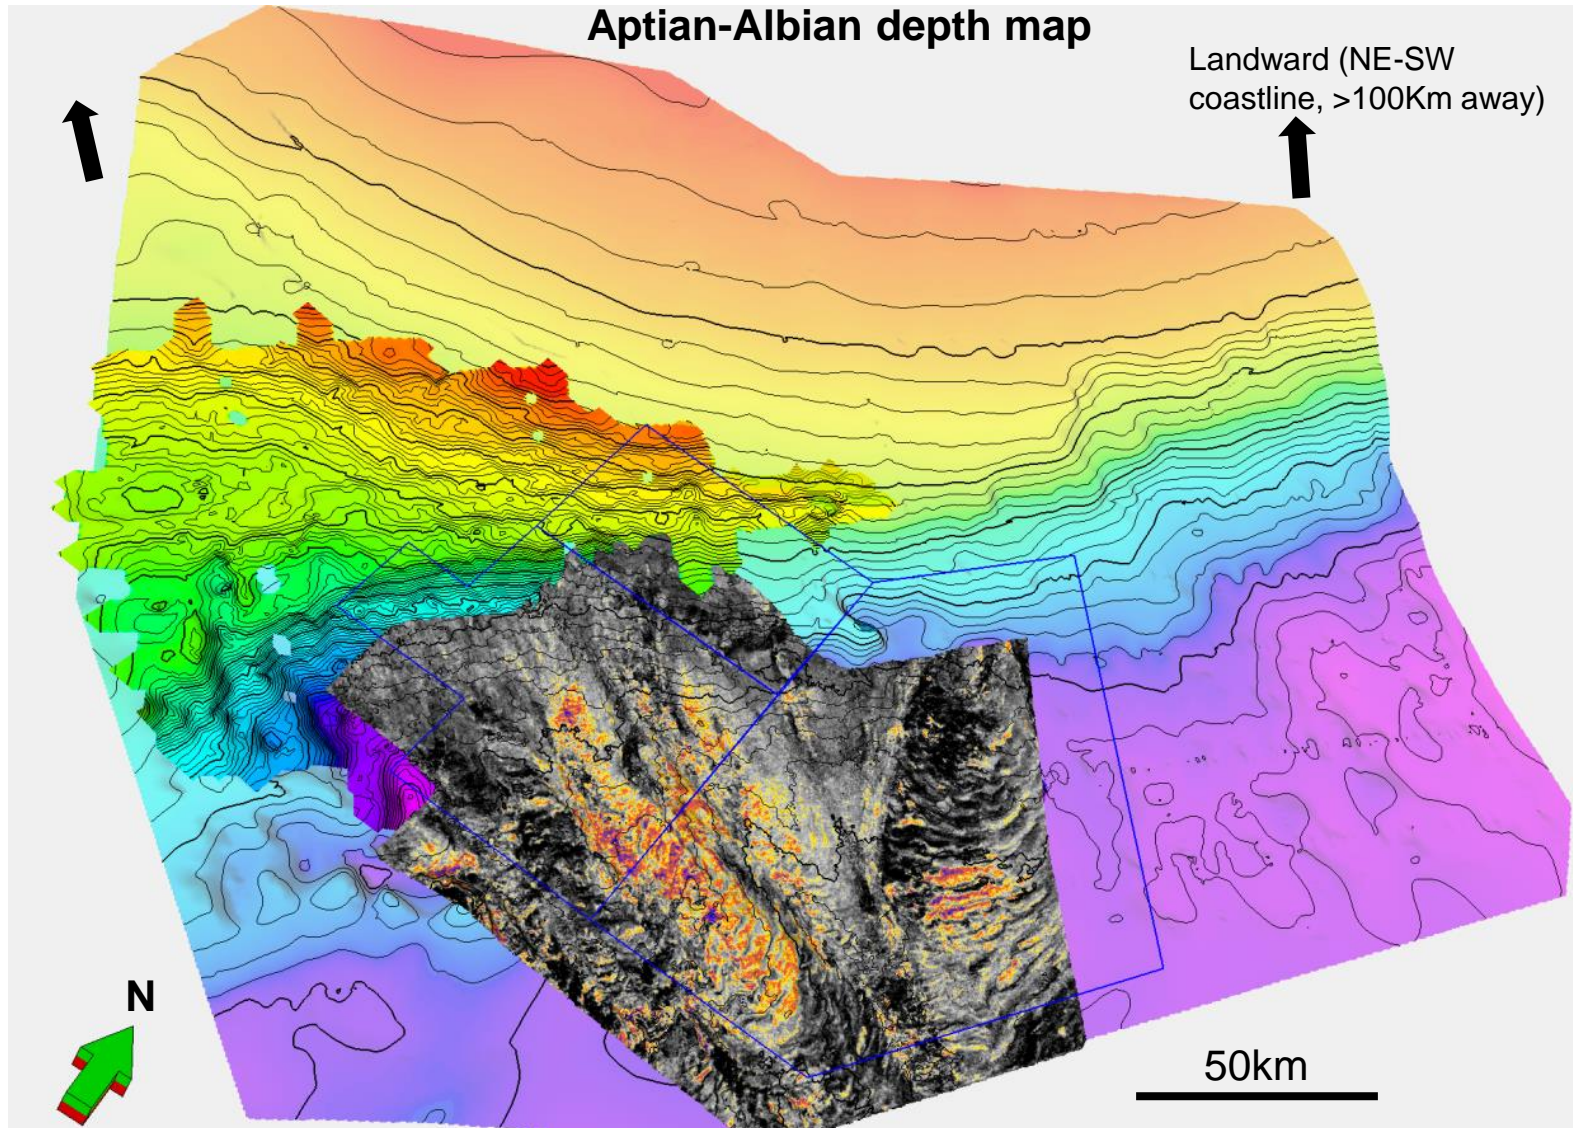 Aptian-Albian depth map
Landward (NE-SW
coastline, >100Km away)
N
50km